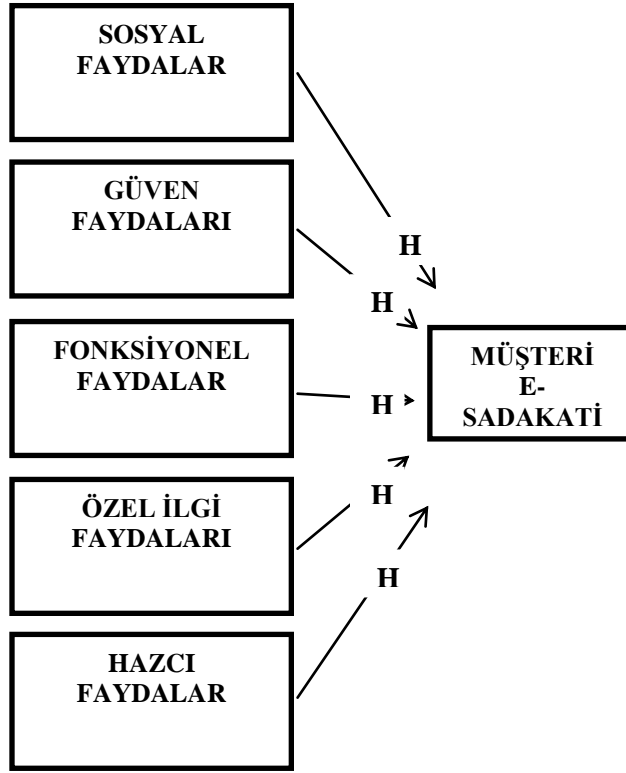 SOSYAL
FAYDALAR
GÜVEN
FAYDALARI
H
H
FONKSİYONEL
FAYDALAR
H
MÜŞTERİ
E-
SADAKATİ
ÖZEL İLGİ
FAYDALARI
H
H
HAZCI
FAYDALAR